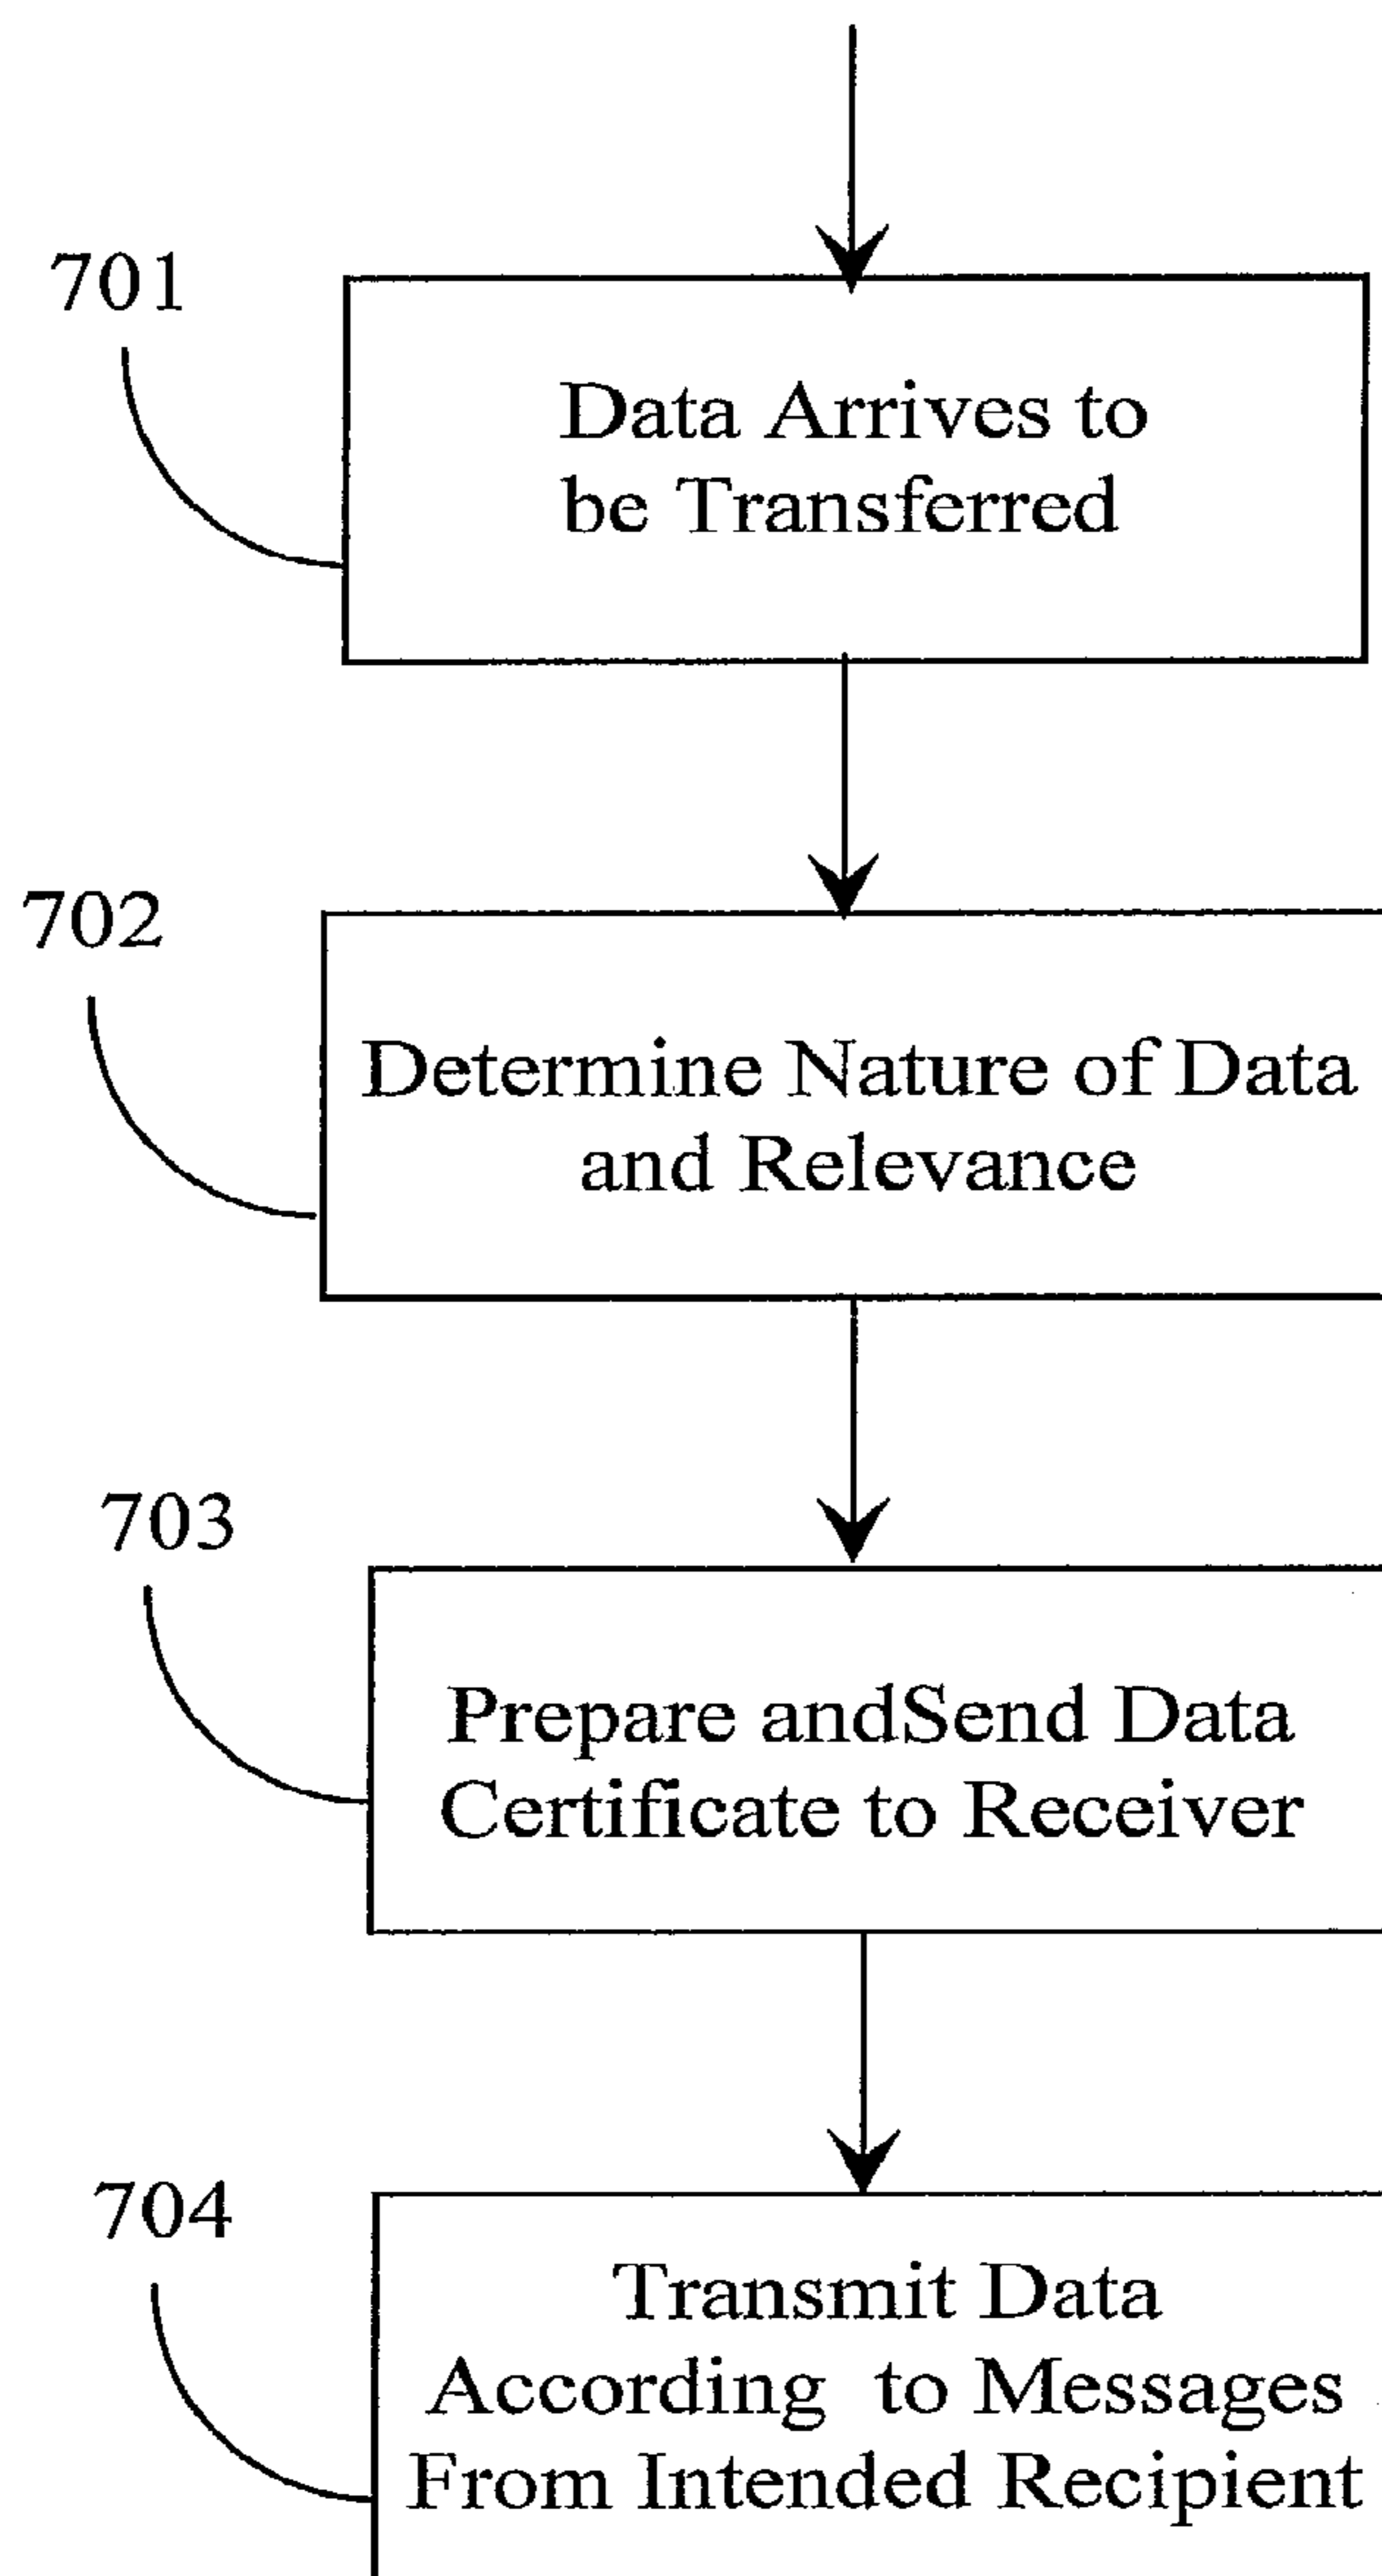 701
Data Arrives to
be Transferred
702
Determine Nature of Data
and Relevance
703
Prepare andSend Data
Certificate to Receiver
704
Transmit Data
According to Messages
From Intended Recipient